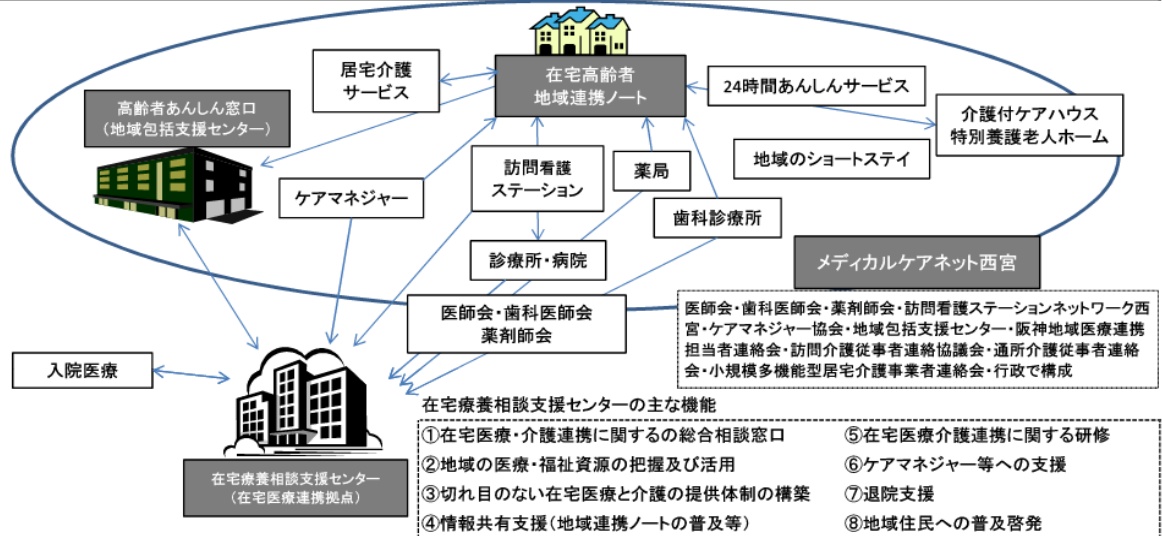 居宅介護
サービス
在宅高齢者
地域連携ノート
24時間あんしんサービス
高齢者あんしん窓口
(地域包括支援センター)
介護付ケアハウス
特別養護老人ホーム
訪問看護
ステーション
薬局
地域のショートステイ
ケアマネジャー
歯科診療所
診療所・病院
メディカルケアネット西宮
医師会・歯科医師会
薬剤師会
医師会・歯科医師会・薬剤師会・訪問看護ステーションネットワーク西
宮・ケアマネジャー協会・地域包括支援センター・阪神地域医療連携
担当者連絡会・訪問介護従事者連絡協議会・通所介護従事者連絡
会・小規模多機能型居宅介護事業者連絡会・行政で構成
入院医療
在宅療養相談支援センター
(在宅医療連携拠点)
在宅療養相談支援センターの主な機能
①在宅医療・介護連携に関するの総合相談窓口
②地域の医療・福祉資源の把握及び活用
③切れ目のない在宅医療と介護の提供体制の構築
④情報共有支援(地域連携ノートの普及等)
⑤在宅医療介護連携に関する研修
⑥ケアマネジャー等への支援
⑦退院支援
⑧地域住民への普及啓発